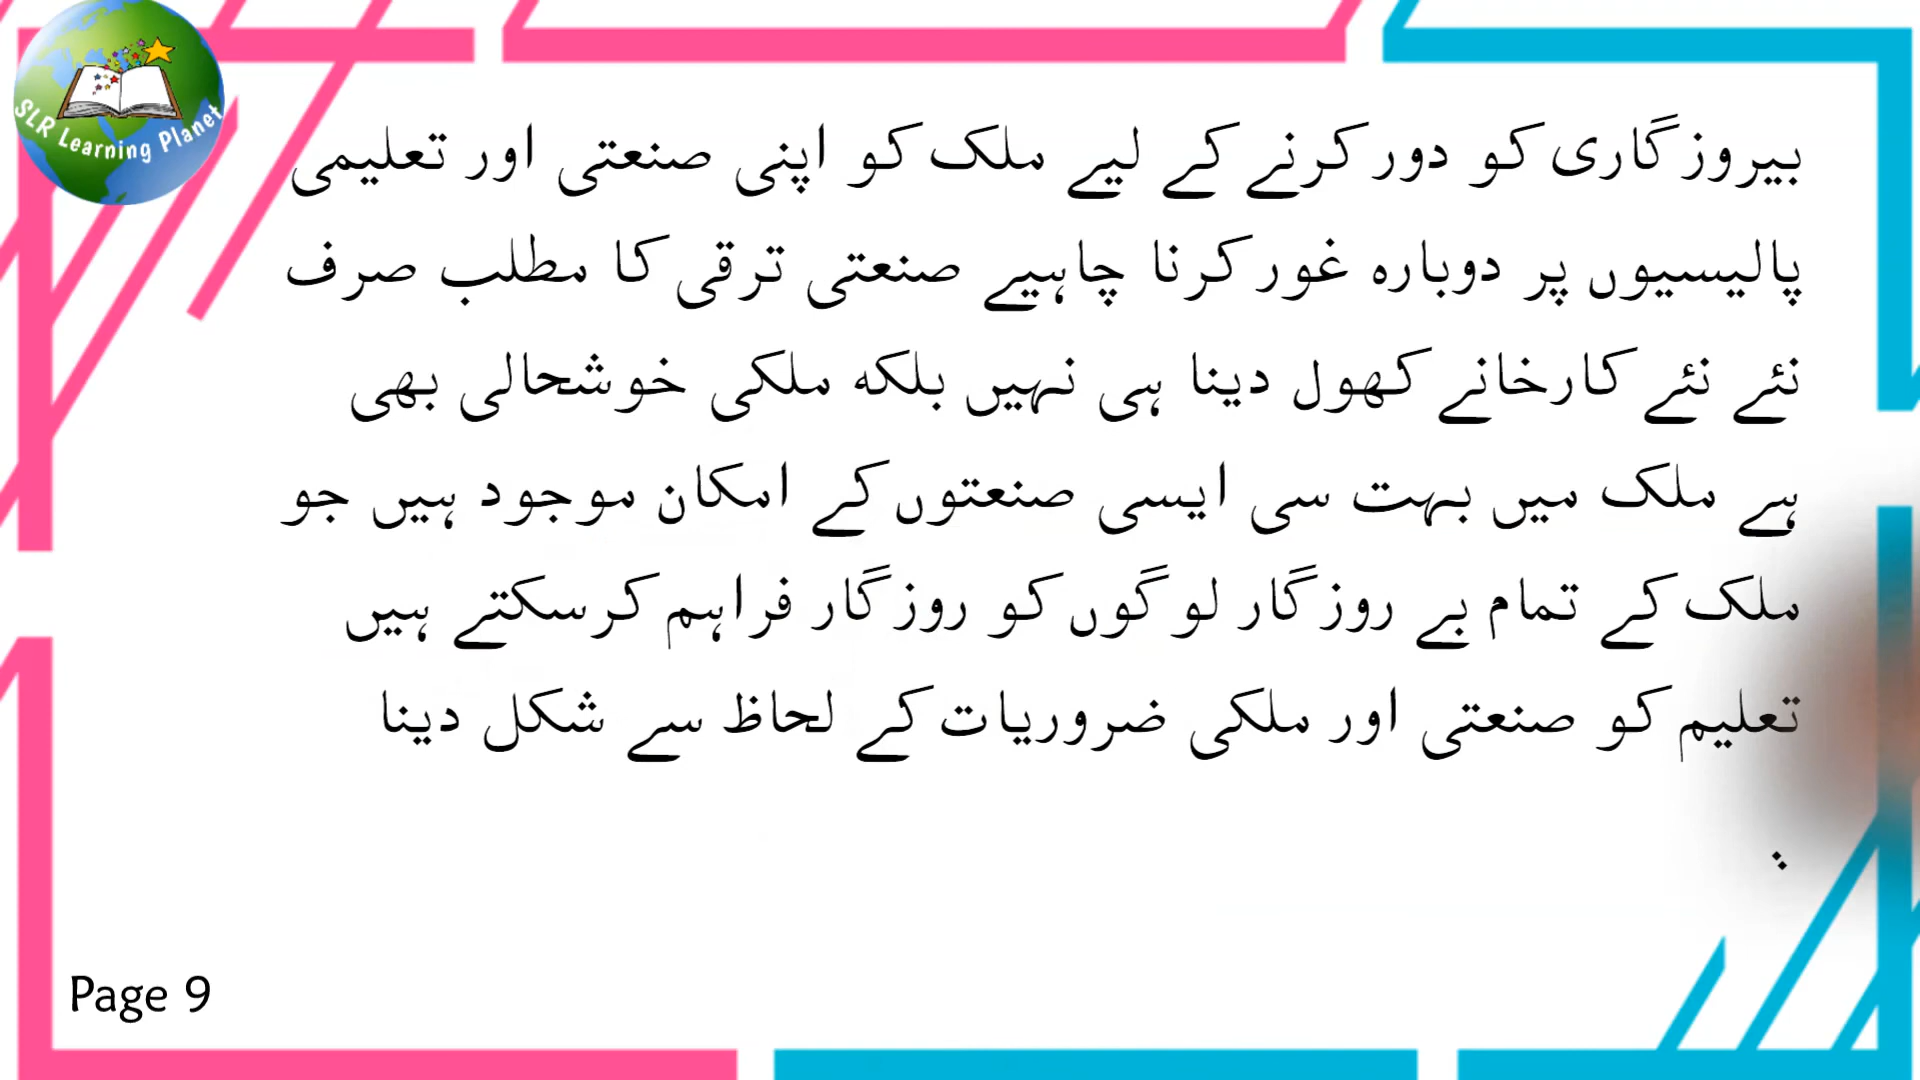 SLR Learning Planet
بیروزگاری کو دور کرنے کے لیے ملک کو اپنی صنعتی اور تعلیمی
پالیسیوں پر دوبارہ غور کرنا چاہیے صنعتی ترقی کا مطلب صرف
نئے نئے کارخانے کھول دینا ہی نہیں بلکہ ملکی خوشحالی بھی
ہے ملک میں بہت سی ایسی صنعتوں کے امکان موجود ہیں جو
ملک کے تمام بے روزگار لوگوں کو روزگار فراہم کرسکتے ہیں
تعلیم کو صنعتی اور ملکی ضروریات کے لحاظ سے شکل دینا
Page 9